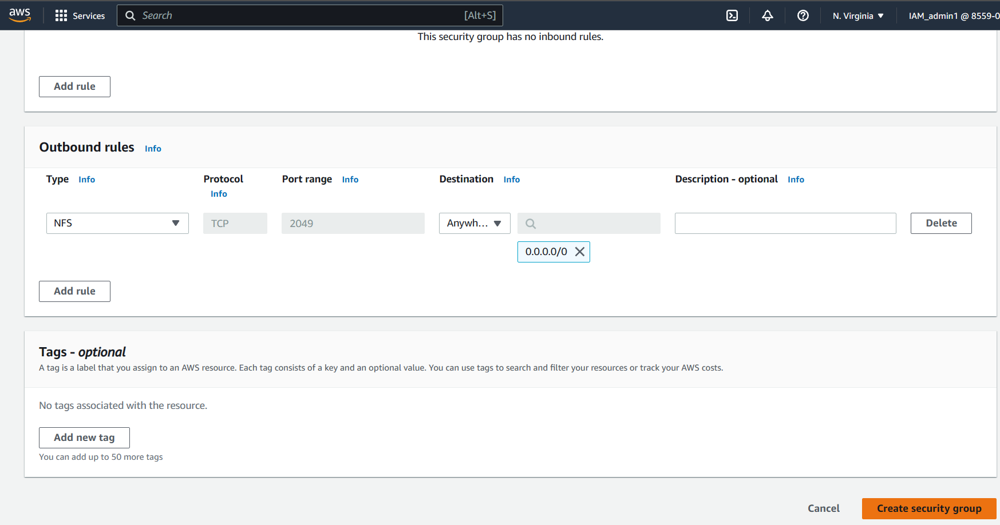 aws Services Search [Alt+S] N. Virginia IAM_admin1 @ 8559-0
This security group has no inbound rules.
Add rule
Outbound rules Info
Type Info Protocol Info Port range Info Destination Info Description - optional Info
NFS TCP 2049 Anywh... Delete
0.0.0.0/0
Add rule
Tags - optional
A tag is a label that you assign to an AWS resource. Each tag consists of a key and an optional value. You can use tags to search and filter your resources or track your AWS costs.
No tags associated with the resource.
Add new tag
You can add up to 50 more tags
Cancel Create security group